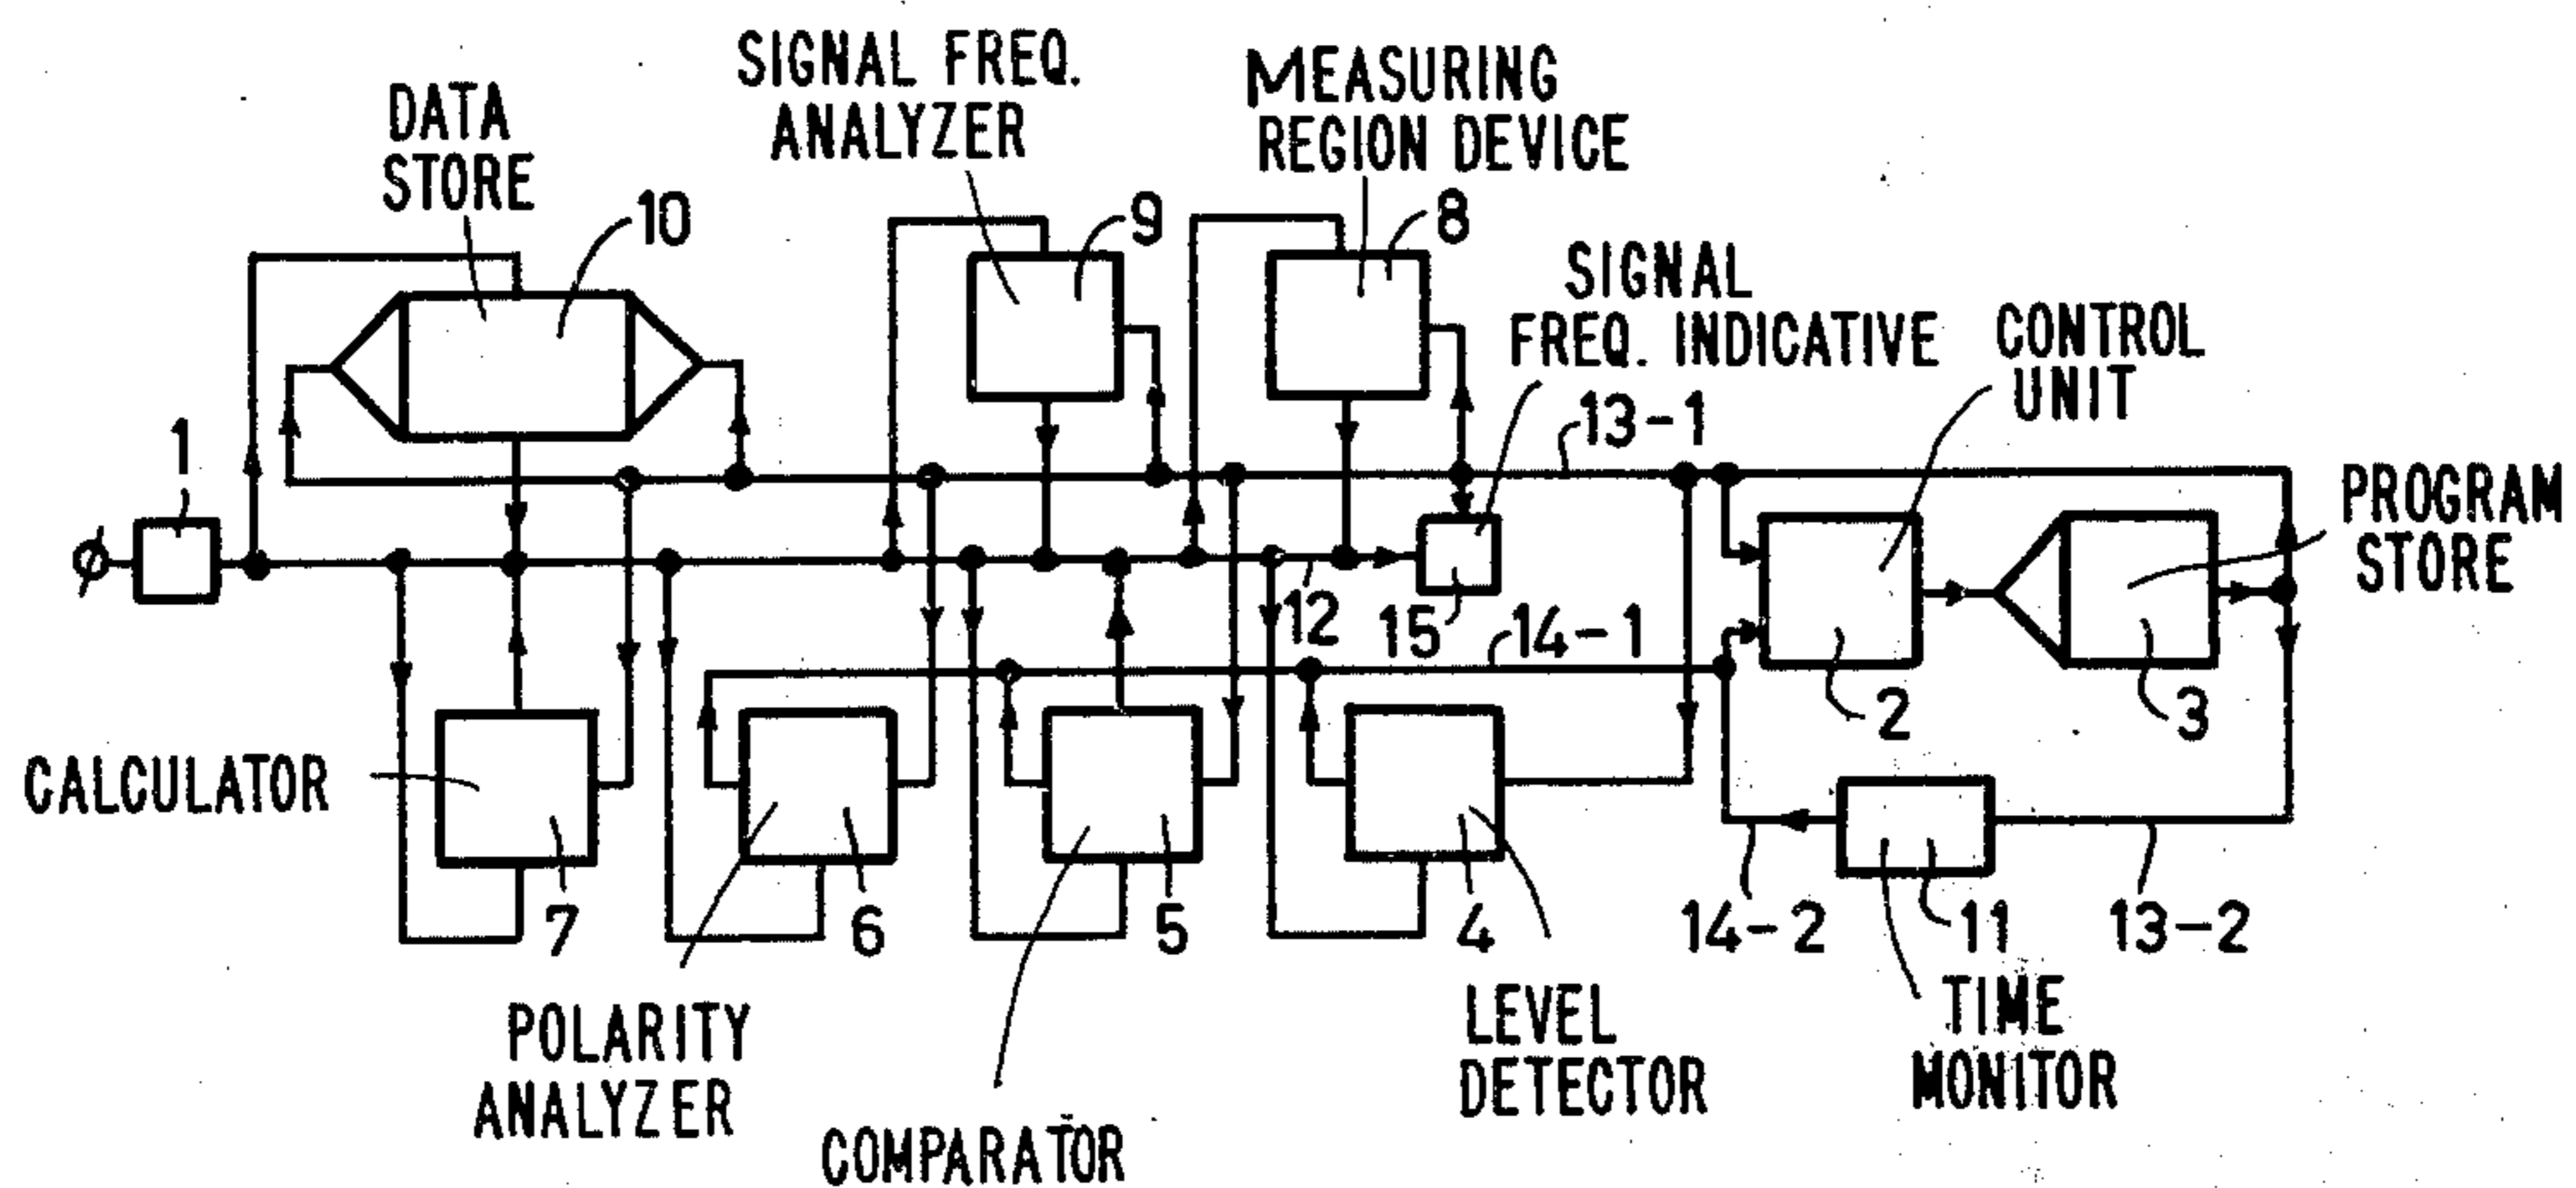 SIGNAL FREQ.
ANALYZER
MEASURING
REGION DEVICE
DATA
STORE
10
9
8
SIGNAL
FREQ. INDICATIVE
CONTROL
UNIT
1
13-1
PROGRAM
STORE
12
15
14-1
2
3
CALCULATOR
7
6
5
4
14-2
11
13-2
POLARITY
ANALYZER
COMPARATOR
LEVEL
DETECTOR
TIME
MONITOR